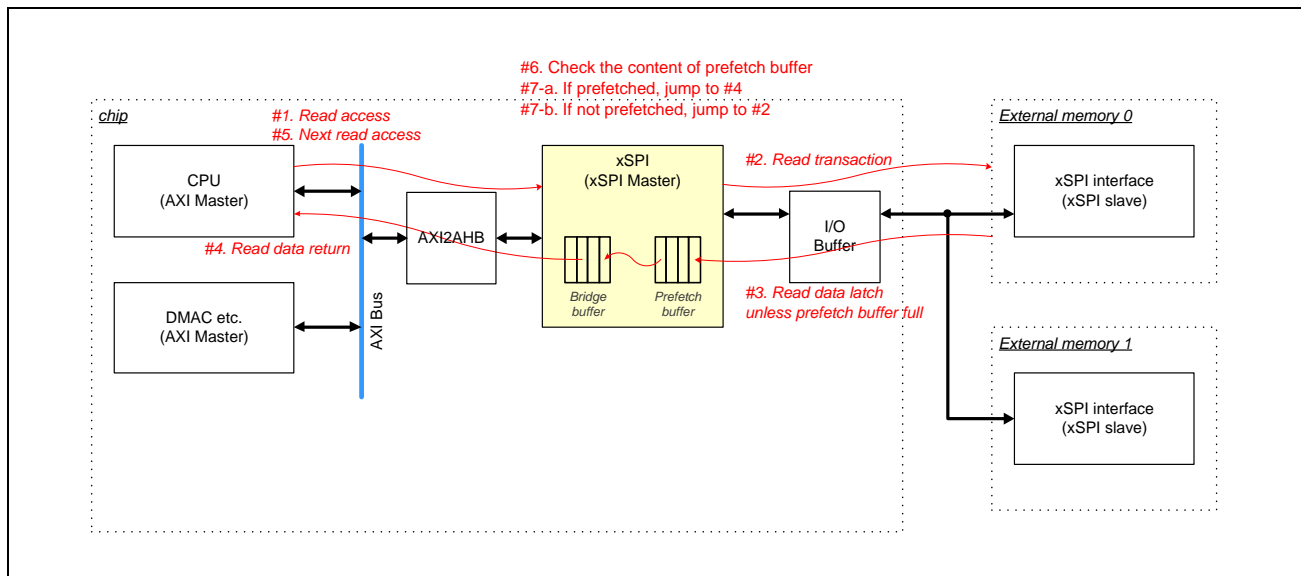 #6. Check the content of prefetch buffer
#7-a. If prefetched, jump to #4
#7-b. If not prefetched, jump to #2
chip
#1. Read access
#5. Next read access
CPU
(AXI Master)
#4. Read data return
DMAC etc.
(AXI Master)
AXI Bus
AXI2AHB
xSPI
(xSPI Master)
Bridge
buffer
Prefetch
buffer
#2. Read transaction
I/O
Buffer
#3. Read data latch
unless prefetch buffer full
External memory 0
xSPI interface
(xSPI slave)
External memory 1
xSPI interface
(xSPI slave)